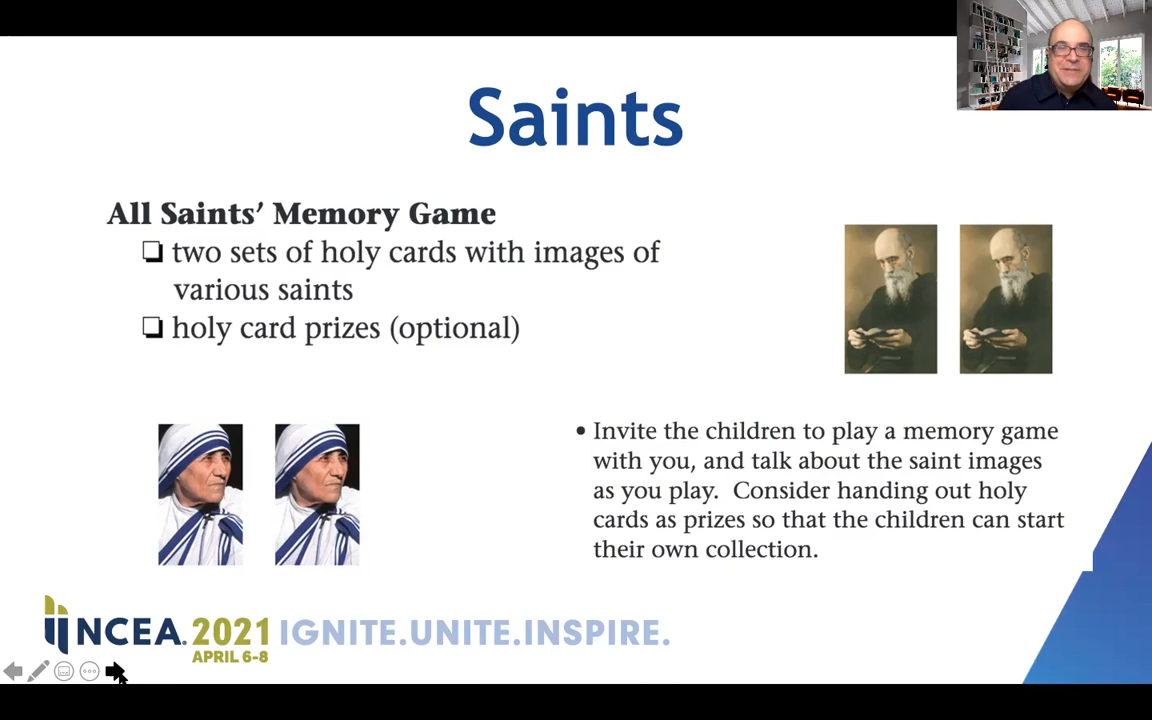 Saints
All Saints’ Memory Game
❑ two sets of holy cards with images of
various saints
❑ holy card prizes (optional)
• Invite the children to play a memory game
with you, and talk about the saint images
as you play.  Consider handing out holy
cards as prizes so that the children can start
their own collection.
NCEA. 2021 IGNITE.UNITE.INSPIRE.
APRIL 6-8